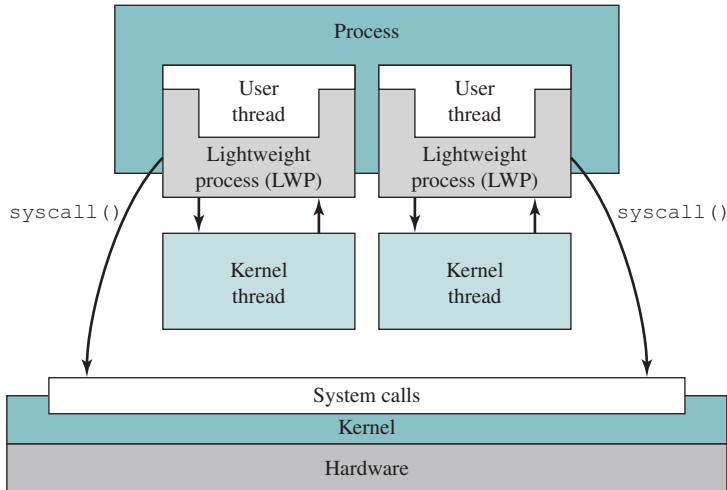 Process
User
thread
User
thread
Lightweight
process (LWP)
Lightweight
process (LWP)
syscall()
syscall()
Kernel
thread
Kernel
thread
System calls
Kernel
Hardware